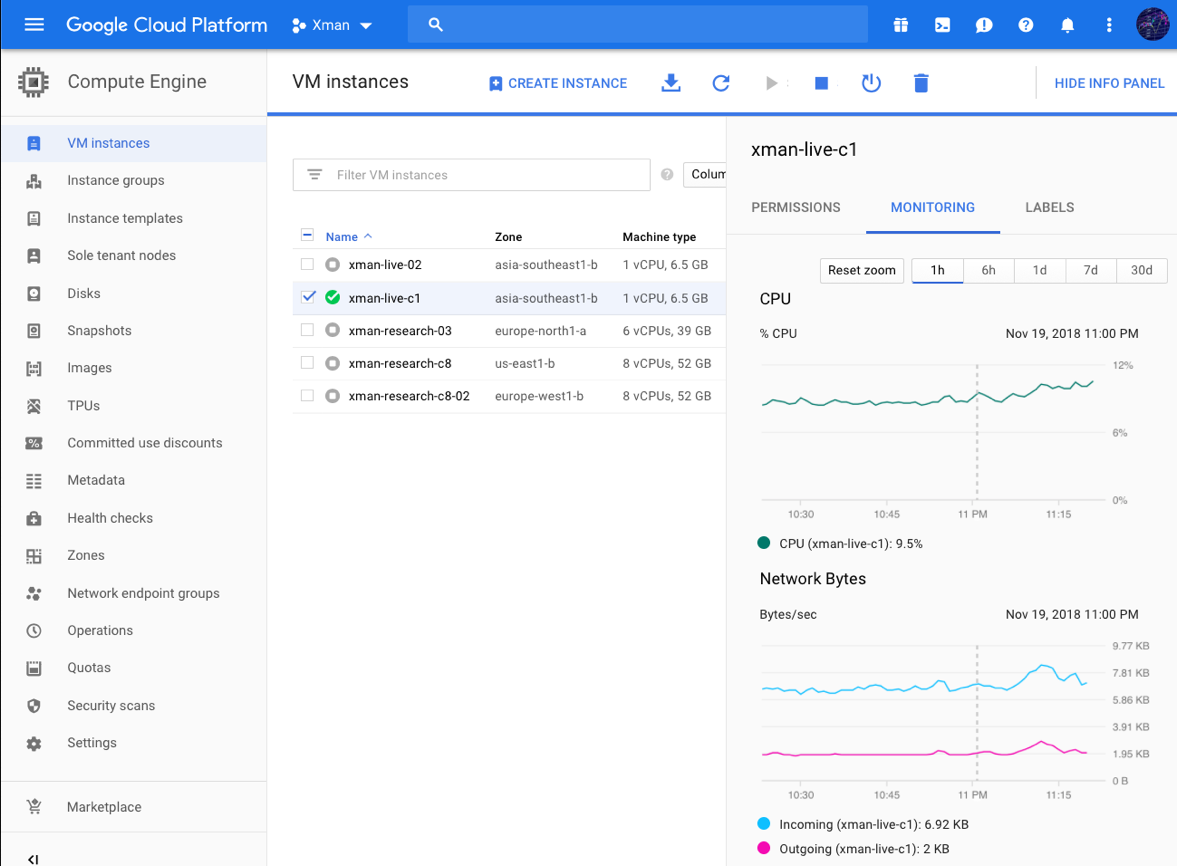 Google Cloud Platform Xman
Compute Engine
VM instances CREATE INSTANCE HIDE INFO PANEL
VM instances
Instance groups
Instance templates
Sole tenant nodes
Disks
Snapshots
Images
TPUs
Committed use discounts
Metadata
Health checks
Zones
Network endpoint groups
Operations
Quotas
Security scans
Settings
Marketplace
Filter VM instances Colum
Name Zone Machine type
xman-live-02 asia-southeast1-b 1 vCPU, 6.5 GB
xman-live-c1 asia-southeast1-b 1 vCPU, 6.5 GB
xman-research-03 europe-north1-a 6 vCPUs, 39 GB
xman-research-c8 us-east1-b 8 vCPUs, 52 GB
xman-research-c8-02 europe-west1-b 8 vCPUs, 52 GB
xman-live-c1
PERMISSIONS MONITORING LABELS
Reset zoom 1h 6h 1d 7d 30d
CPU
% CPU Nov 19, 2018 11:00 PM
12%
6%
0%
10:30 10:45 11 PM 11:15
CPU (xman-live-c1): 9.5%
Network Bytes
Bytes/sec Nov 19, 2018 11:00 PM
9.77 KB
7.81 KB
5.86 KB
3.91 KB
1.95 KB
0 B
10:30 10:45 11 PM 11:15
Incoming (xman-live-c1): 6.92 KB
Outgoing (xman-live-c1): 2 KB